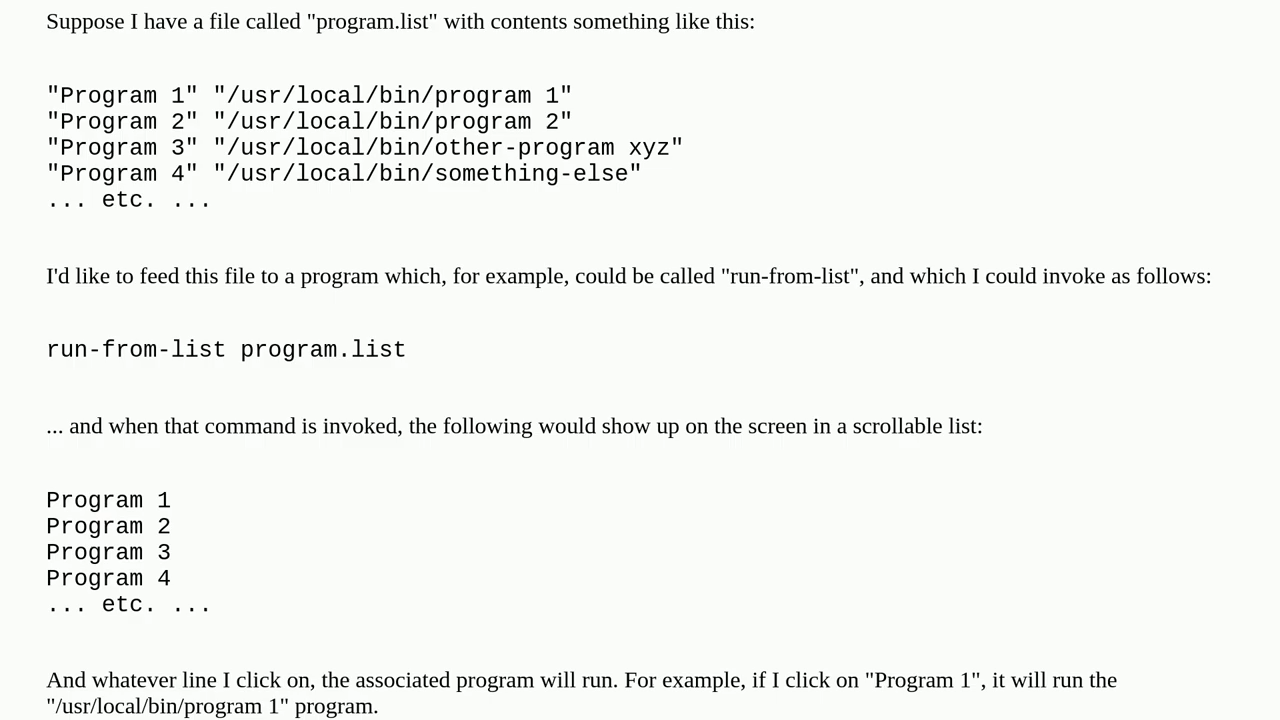 Suppose I have a file called "program.list" with contents something like this:
"Program 1" "/usr/local/bin/program 1"
"Program 2" "/usr/local/bin/program 2"
"Program 3" "/usr/local/bin/other-program xyz"
"Program 4" "/usr/local/bin/something-else"
... etc. ...
I'd like to feed this file to a program which, for example, could be called "run-from-list", and which I could invoke as follows:
run-from-list program.list
... and when that command is invoked, the following would show up on the screen in a scrollable list:
Program 1
Program 2
Program 3
Program 4
... etc. ...
And whatever line I click on, the associated program will run. For example, if I click on "Program 1", it will run the
"/usr/local/bin/program 1" program.